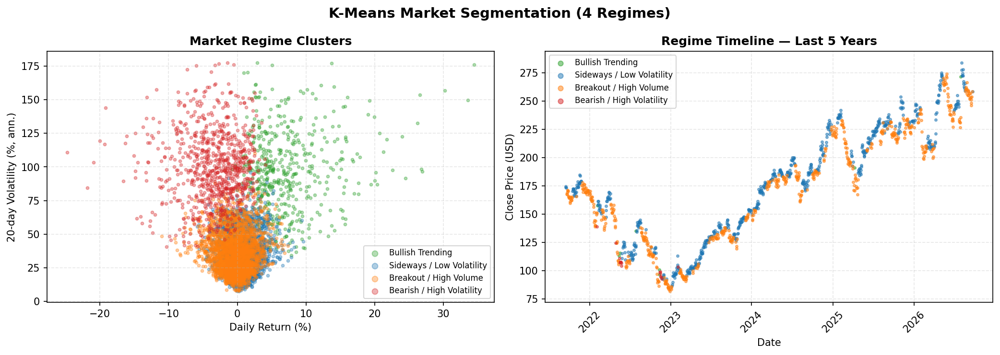 K-Means Market Segmentation (4 Regimes)
Market Regime Clusters
20-day Volatility (%, ann.)
175
150
125
100
75
50
25
0
−20
−10
0
10
20
30
Daily Return (%)
Bullish Trending
Sideways / Low Volatility
Breakout / High Volume
Bearish / High Volatility
Regime Timeline — Last 5 Years
Bullish Trending
Sideways / Low Volatility
Breakout / High Volume
Bearish / High Volatility
Close Price (USD)
275
250
225
200
175
150
125
100
75
2022
2023
2024
2025
2026
Date